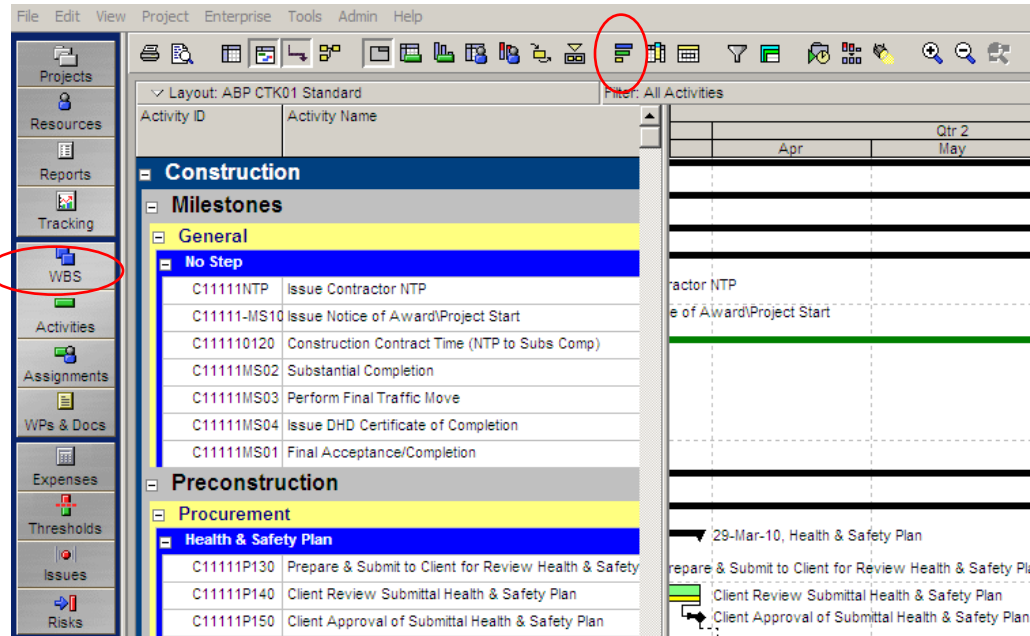 File Edit View Project Enterprise Tools Admin Help
Projects
Resources
Reports
Tracking
WBS
Activities
Assignments
WPs & Docs
Expenses
Thresholds
Issues
Risks
Layout: ABP CTK01 Standard
Filter: All Activities
Activity ID Activity Name
Qtr 2
Apr May
Construction
Milestones
General
No Step
C11111NTP Issue Contractor NTP
C11111-MS10 Issue Notice of Award\Project Start
C111110120 Construction Contract Time (NTP to Subs Comp)
C11111MS02 Substantial Completion
C11111MS03 Perform Final Traffic Move
C11111MS04 Issue DHD Certificate of Completion
C11111MS01 Final Acceptance/Completion
Preconstruction
Procurement
Health & Safety Plan
C11111P130 Prepare & Submit to Client for Review Health & Safety
C11111P140 Client Review Submittal Health & Safety Plan
C11111P150 Client Approval of Submittal Health & Safety Plan
ractor NTP
e of Award\Project Start
29-Mar-10, Health & Safety Plan
repare & Submit to Client for Review Health & Safety Pla
Client Review Submittal Health & Safety Plan
Client Approval of Submittal Health & Safety Plan